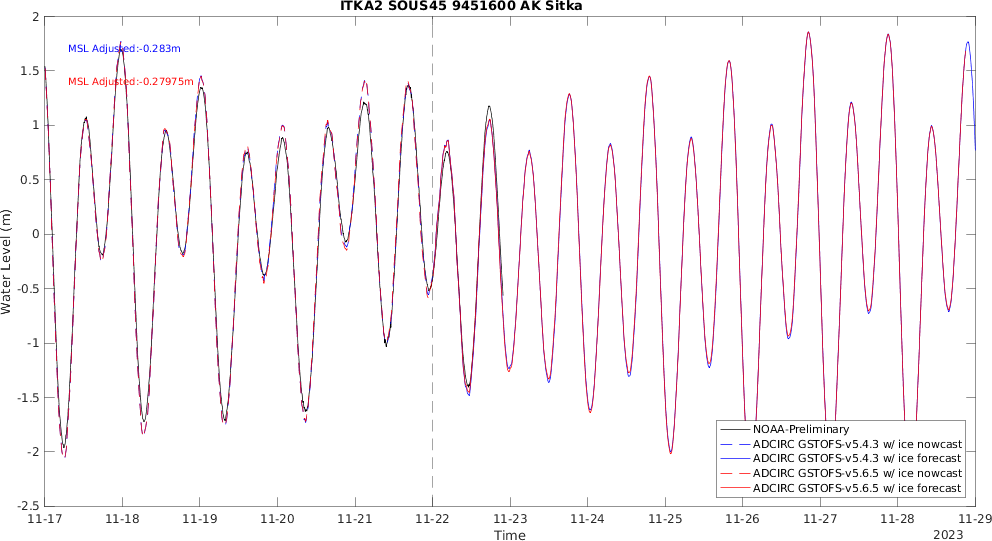 ITKA2 SOUS45 9451600 AK Sitka
MSL Adjusted:-0.283m
MSL Adjusted:-0.27975m
Water Level (m)
2
1.5
1
0.5
0
-0.5
-1
-1.5
-2
-2.5
NOAA-Preliminary
ADCIRC GSTOFS-v5.4.3 w/ ice nowcast
ADCIRC GSTOFS-v5.4.3 w/ ice forecast
ADCIRC GSTOFS-v5.6.5 w/ ice nowcast
ADCIRC GSTOFS-v5.6.5 w/ ice forecast
11-17 11-18 11-19 11-20 11-21 11-22 11-23 11-24 11-25 11-26 11-27 11-28 11-29
Time
2023